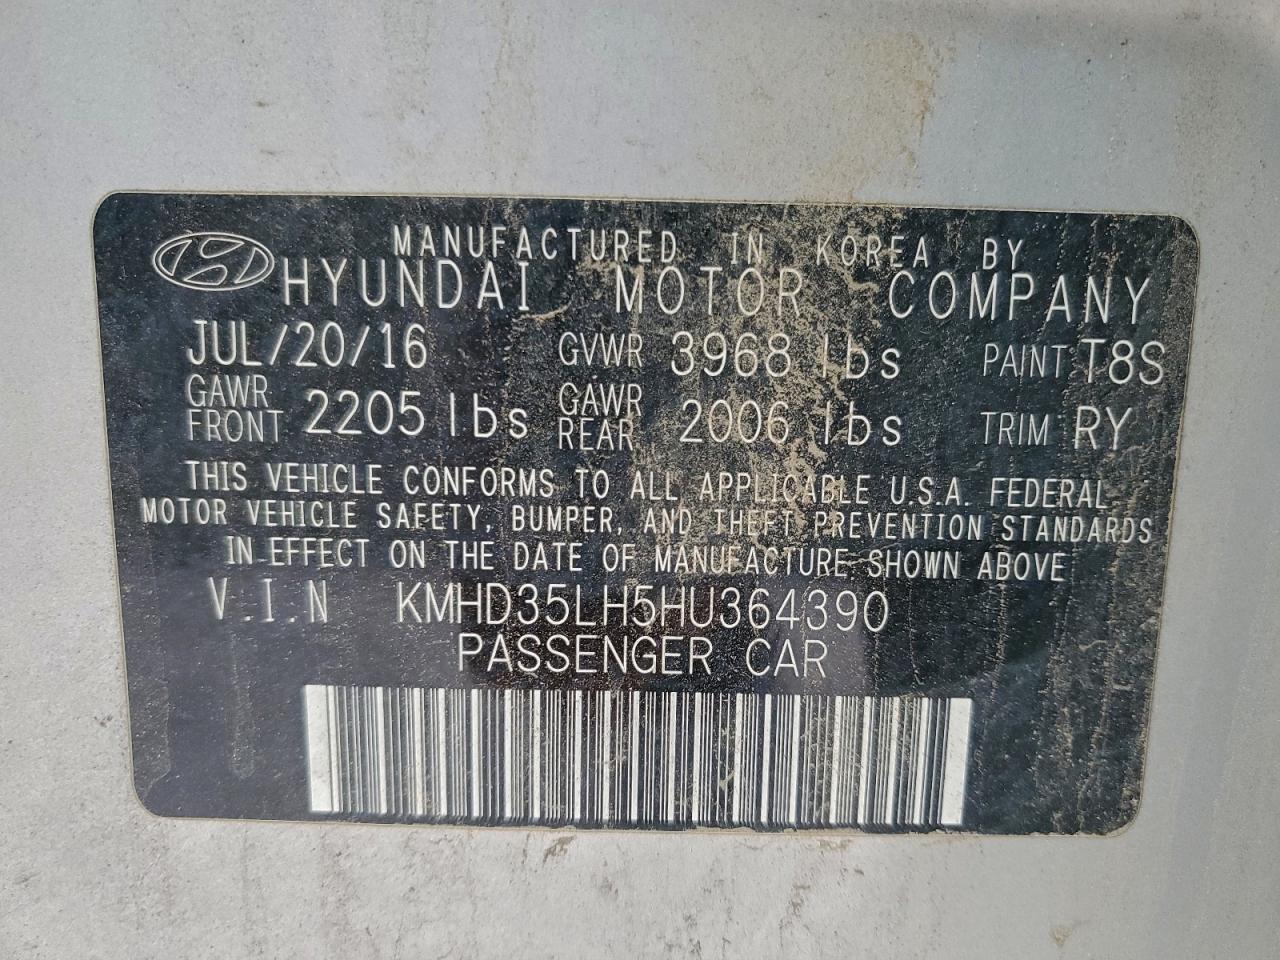 MANUFACTURED IN KOREA BY
HYUNDAI MOTOR COMPANY
JUL/20/16 GVWR 3968 lbs PAINT T8S
GAWR FRONT 2205 lbs GAWR REAR 2006 lbs TRIM RY
THIS VEHICLE CONFORMS TO ALL APPLICABLE U.S.A. FEDERAL
MOTOR VEHICLE SAFETY, BUMPER, AND THEFT PREVENTION STANDARDS
IN EFFECT ON THE DATE OF MANUFACTURE SHOWN ABOVE
V.I.N KMHD35LH5HU364390
PASSENGER CAR